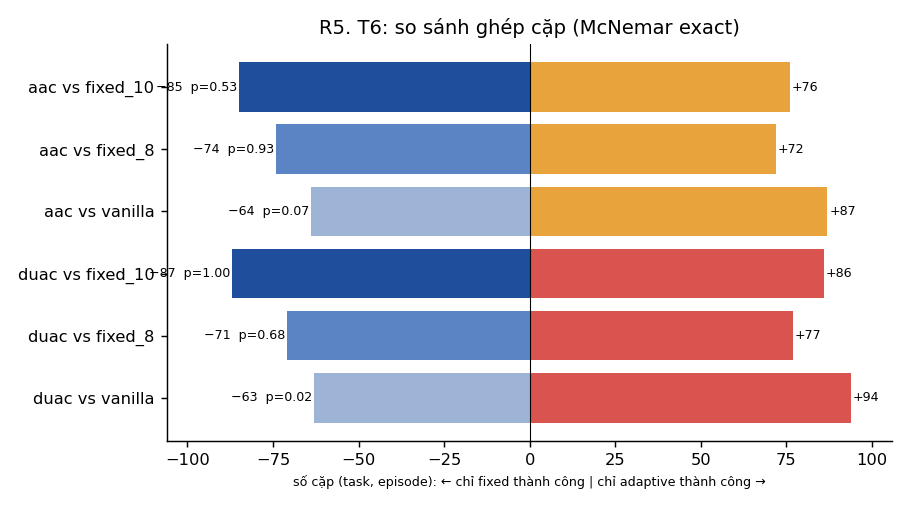 R5. T6: so sánh ghép cặp (McNemar exact)
aac vs fixed_10 −85 p=0.53 +76
aac vs fixed_8 −74 p=0.93 +72
aac vs vanilla −64 p=0.07 +87
duac vs fixed_10 −87 p=1.00 +86
duac vs fixed_8 −71 p=0.68 +77
duac vs vanilla −63 p=0.02 +94
−100 −75 −50 −25 0 25 50 75 100
số cặp (task, episode): ← chỉ fixed thành công | chỉ adaptive thành công →